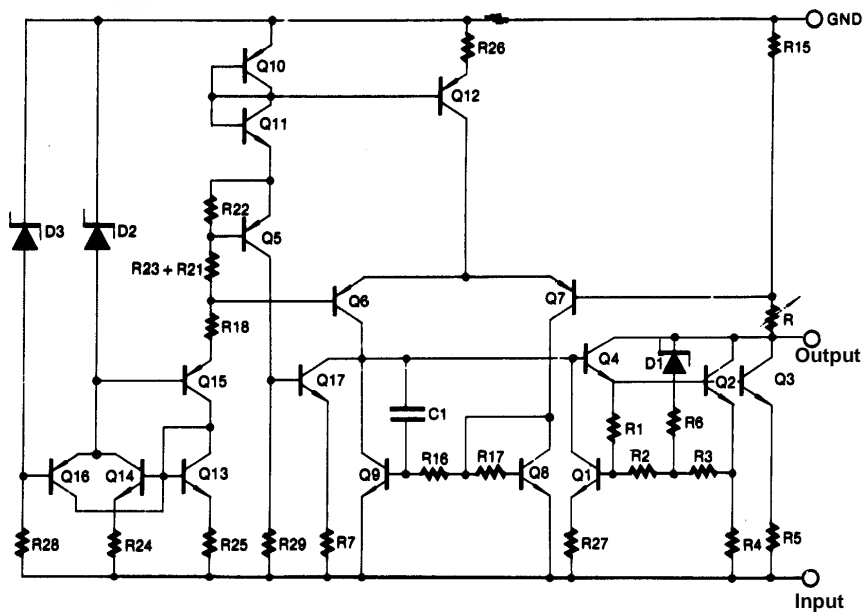 GND
R26
R15
Q10
Q12
Q11
R22
D3
D2
Q5
R23 + R21
Q6
Q7
R18
R
Output
Q4
D1
Q2
Q3
Q15
Q17
C1
R1
R6
Q16
Q14
Q13
Q9
R16
R17
Q8
Q1
R2
R3
R28
R24
R25
R29
R7
R27
R4
R5
Input